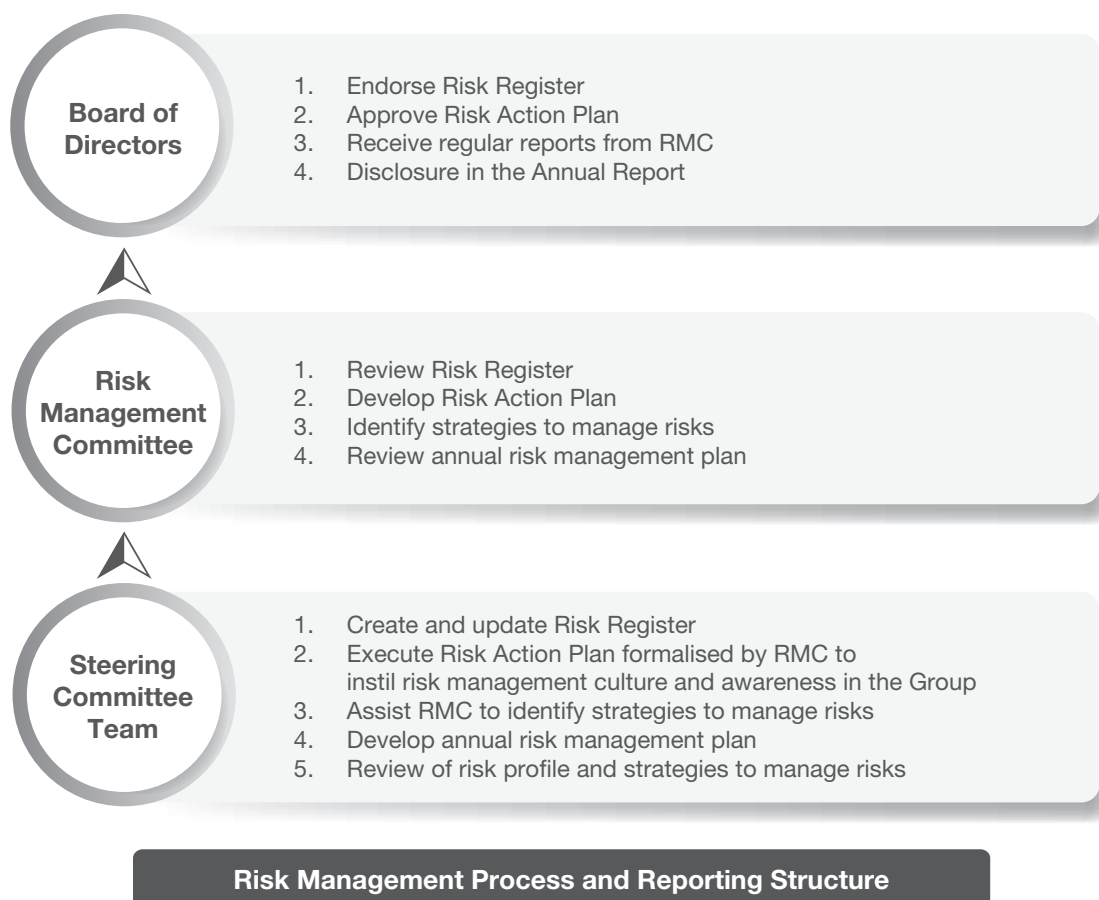 Board of
Directors
1. Endorse Risk Register
2. Approve Risk Action Plan
3. Receive regular reports from RMC
4. Disclosure in the Annual Report
Risk
Management
Committee
1. Review Risk Register
2. Develop Risk Action Plan
3. Identify strategies to manage risks
4. Review annual risk management plan
Steering
Committee
Team
1. Create and update Risk Register
2. Execute Risk Action Plan formalised by RMC to
instil risk management culture and awareness in the Group
3. Assist RMC to identify strategies to manage risks
4. Develop annual risk management plan
5. Review of risk profile and strategies to manage risks
Risk Management Process and Reporting Structure